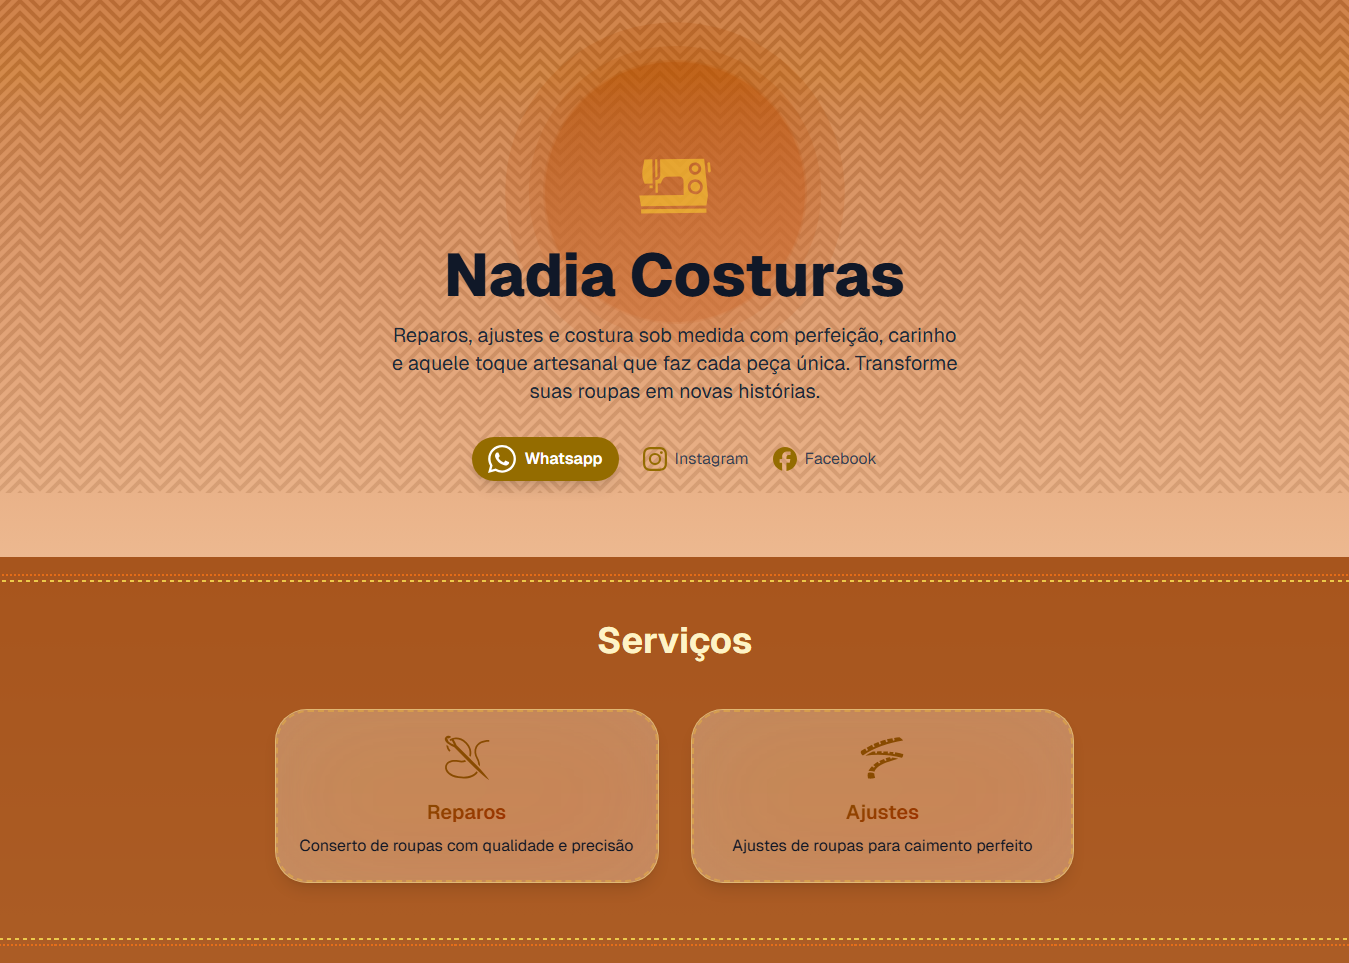 Nadia Costuras
Reparos, ajustes e costura sob medida com perfeição, carinho
e aquele toque artesanal que faz cada peça única. Transforme
suas roupas em novas histórias.
Whatsapp
Instagram
Facebook
Serviços
Reparos
Conserto de roupas com qualidade e precisão
Ajustes
Ajustes de roupas para caimento perfeito